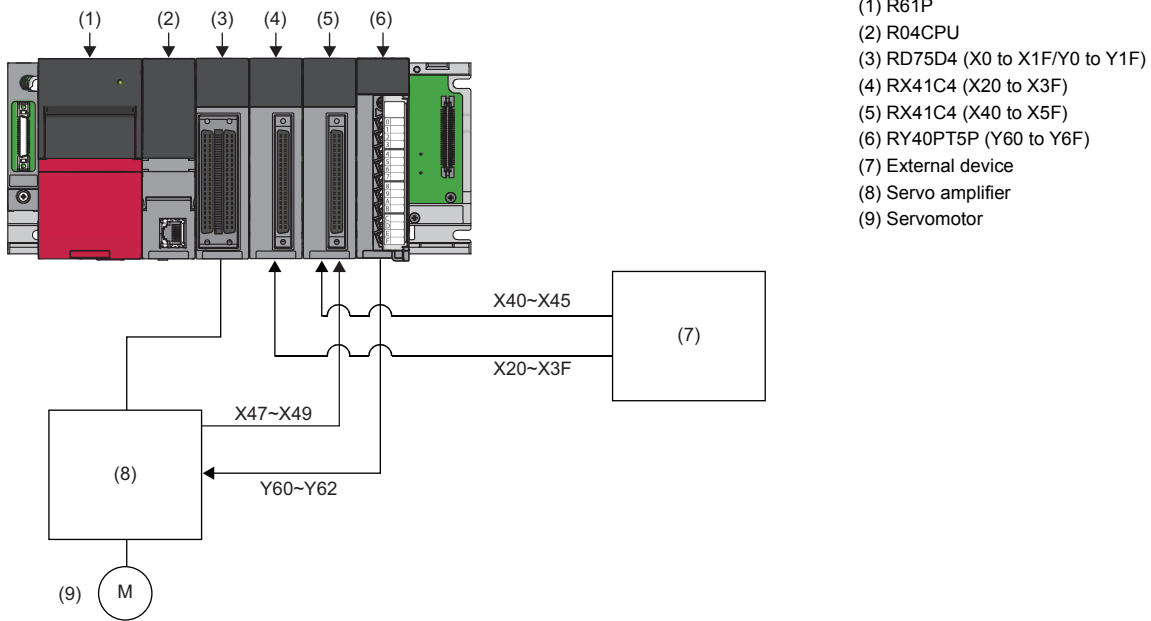 (1) (2) (3) (4) (5) (6)
(1) R61P
(2) R04CPU
(3) RD75D4 (X0 to X1F/Y0 to Y1F)
(4) RX41C4 (X20 to X3F)
(5) RX41C4 (X40 to X5F)
(6) RY40PT5P (Y60 to Y6F)
(7) External device
(8) Servo amplifier
(9) Servomotor
X40~X45
(7)
X20~X3F
X47~X49
(8)
Y60~Y62
(9) M